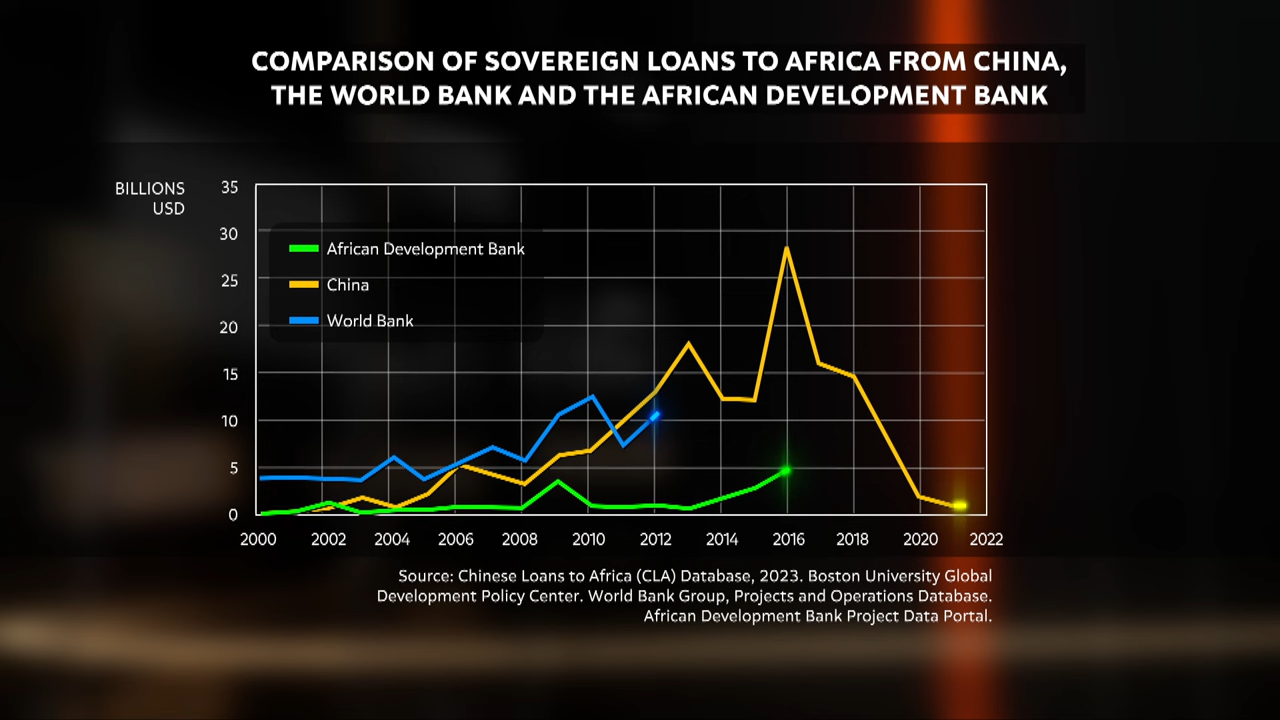 COMPARISON OF SOVEREIGN LOANS TO AFRICA FROM CHINA,
THE WORLD BANK AND THE AFRICAN DEVELOPMENT BANK
BILLIONS
USD
35
30
25
20
15
10
5
0
African Development Bank
China
World Bank
2000 2002 2004 2006 2008 2010 2012 2014 2016 2018 2020 2022
Source: Chinese Loans to Africa (CLA) Database, 2023. Boston University Global
Development Policy Center. World Bank Group, Projects and Operations Database.
African Development Bank Project Data Portal.